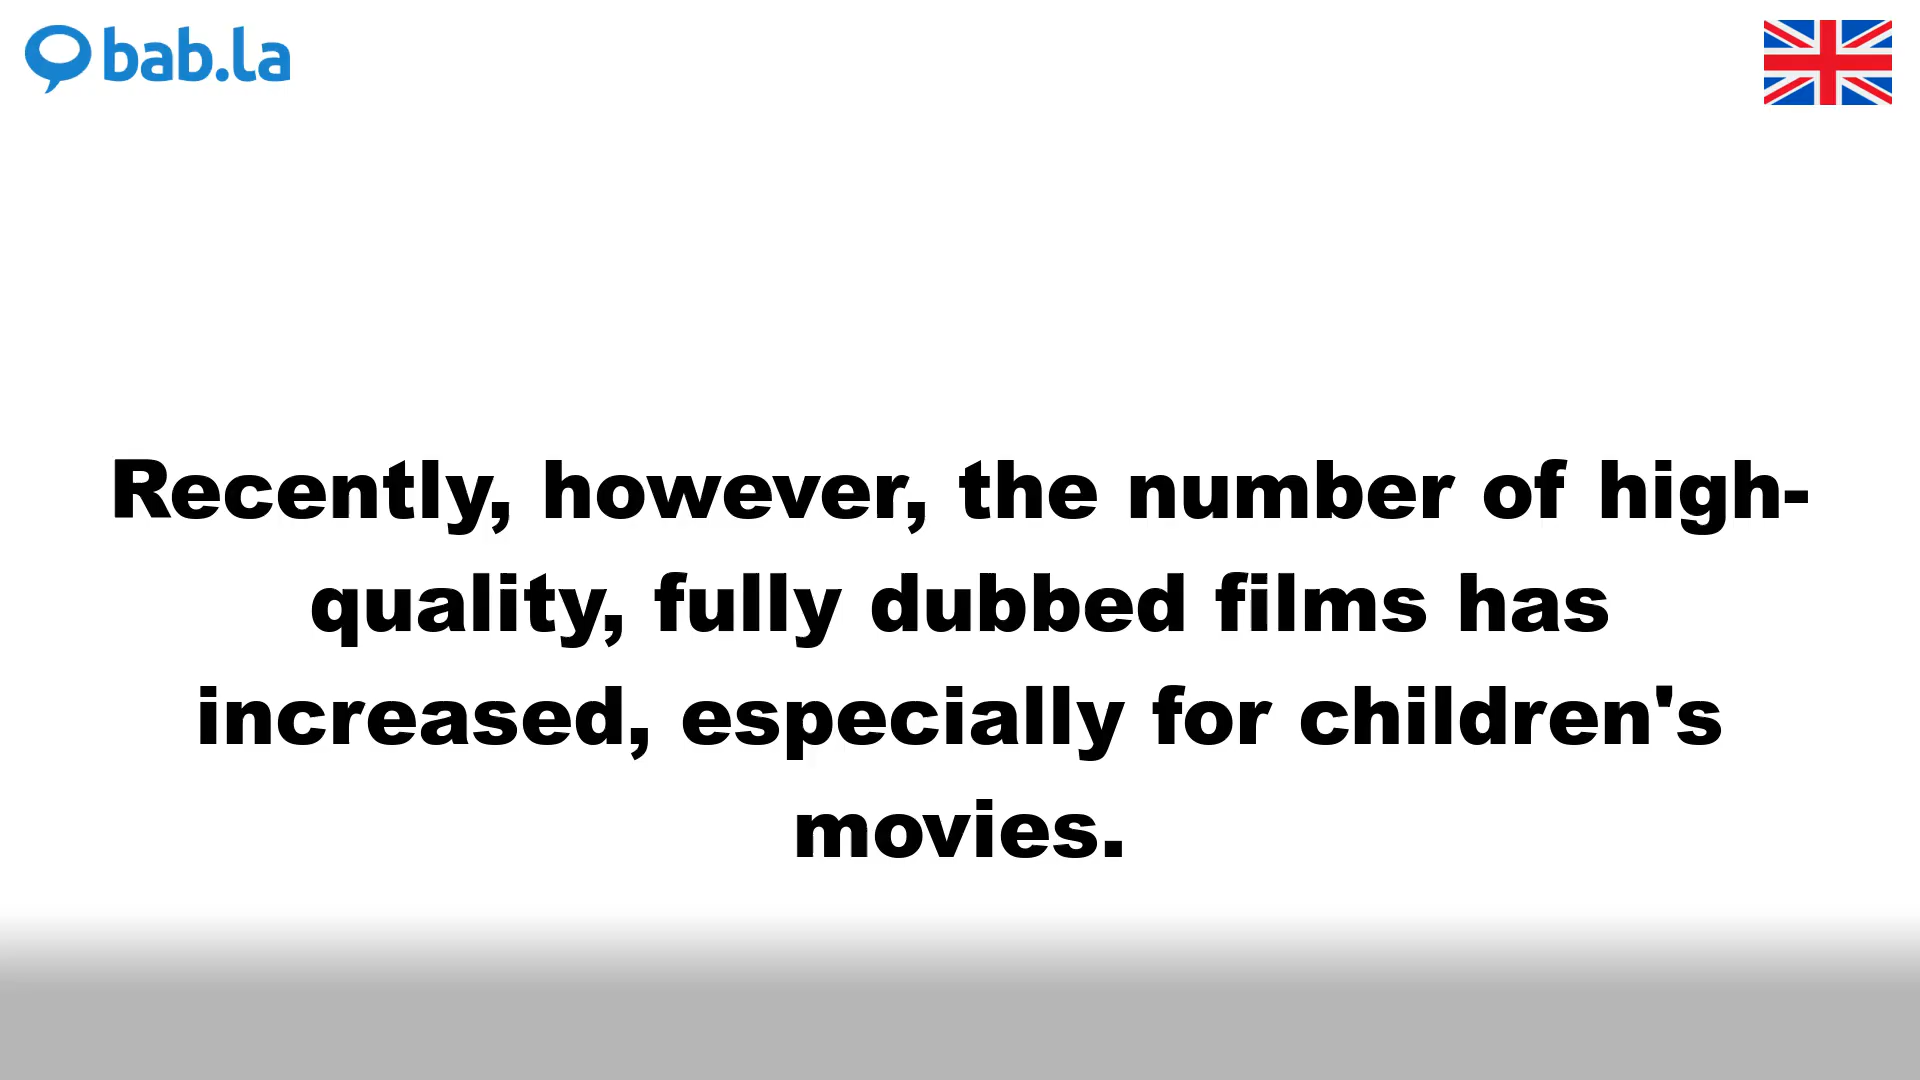 bab.la
Recently, however, the number of high-
quality, fully dubbed films has
increased, especially for children's
movies.